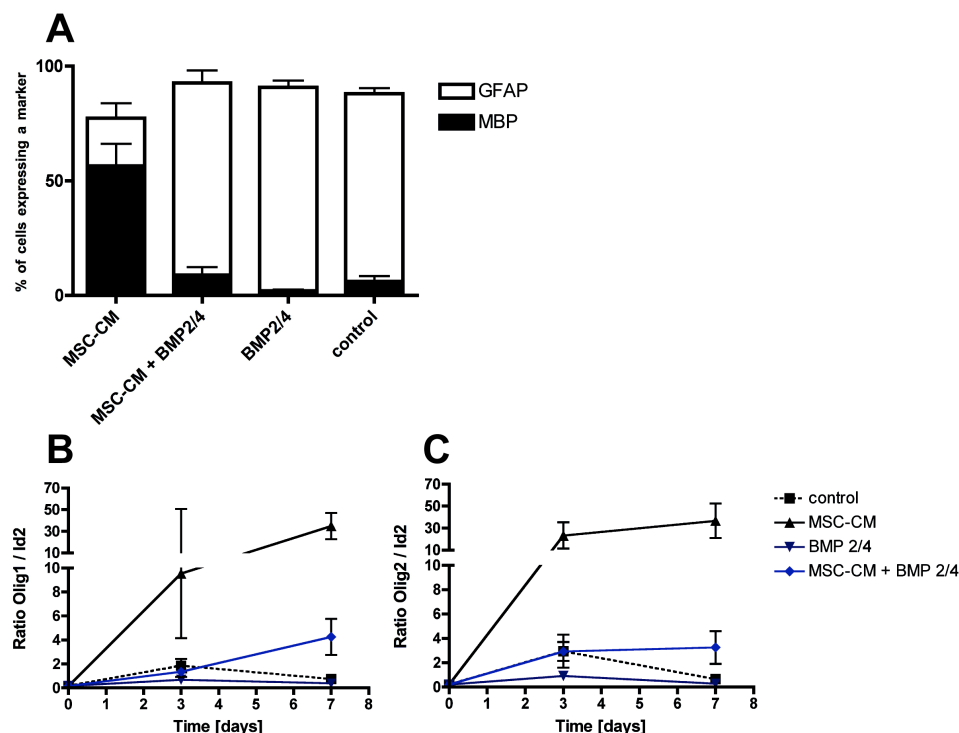 A
% of cells expressing a marker
100
50
0
GFAP
MBP
MSC-CM
MSC-CM + BMP2/4
BMP2/4
control
B
Ratio Olig1 / Id2
70
50
30
10
10
8
6
4
2
0
0 1 2 3 4 5 6 7 8
Time [days]
C
Ratio Olig2 / Id2
70
50
30
10
10
8
6
4
2
0
0 1 2 3 4 5 6 7 8
Time [days]
control
MSC-CM
BMP 2/4
MSC-CM + BMP 2/4